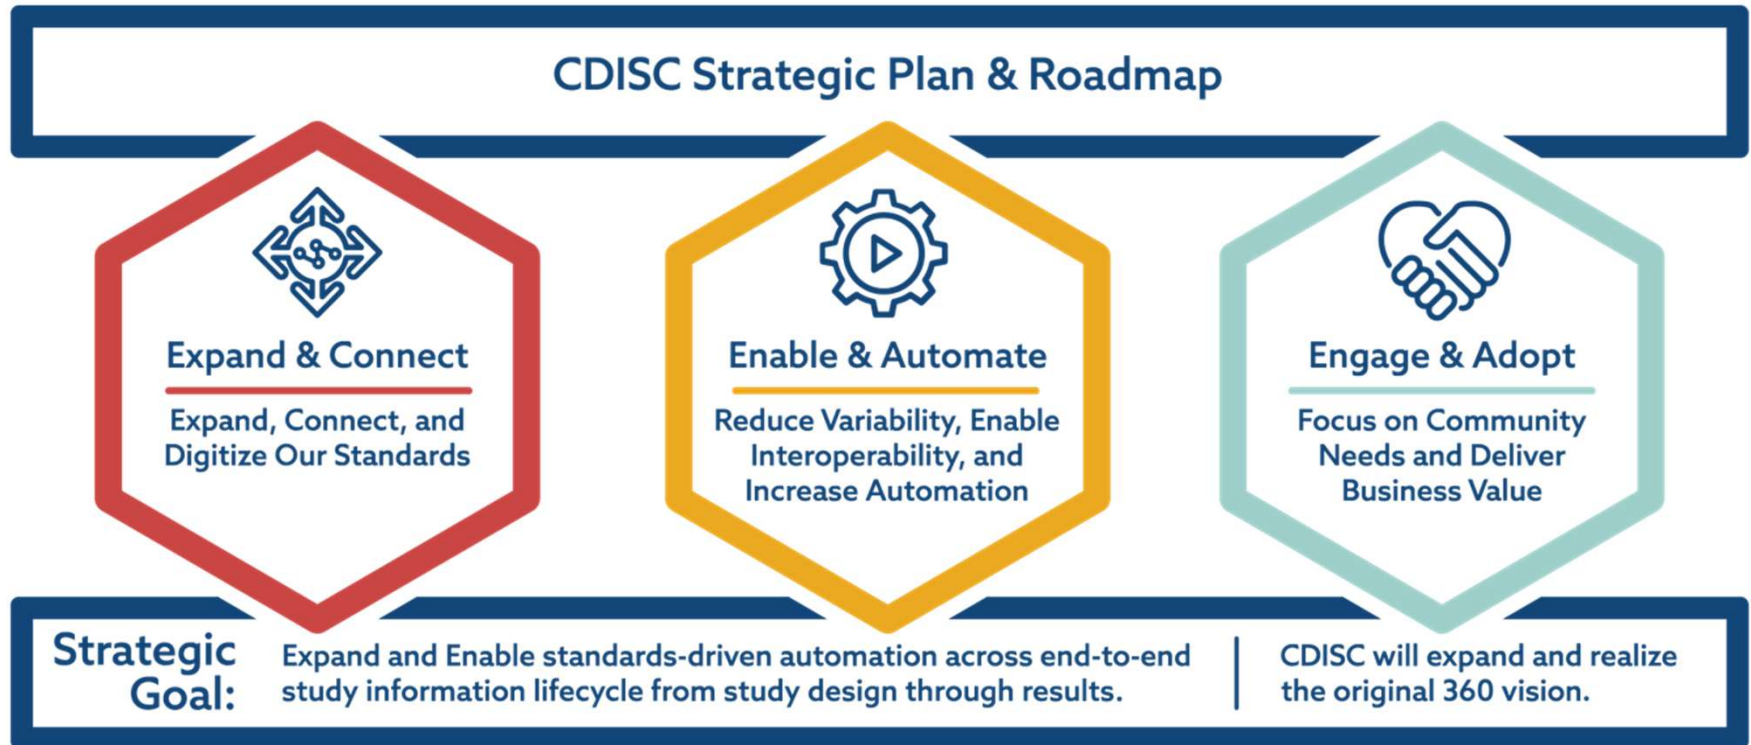 CDISC Strategic Plan & Roadmap
Expand & Connect
Expand, Connect, and
Digitize Our Standards
Enable & Automate
Reduce Variability, Enable
Interoperability, and
Increase Automation
Engage & Adopt
Focus on Community
Needs and Deliver
Business Value
Strategic
Goal:
Expand and Enable standards-driven automation across end-to-end
study information lifecycle from study design through results.
CDISC will expand and realize
the original 360 vision.